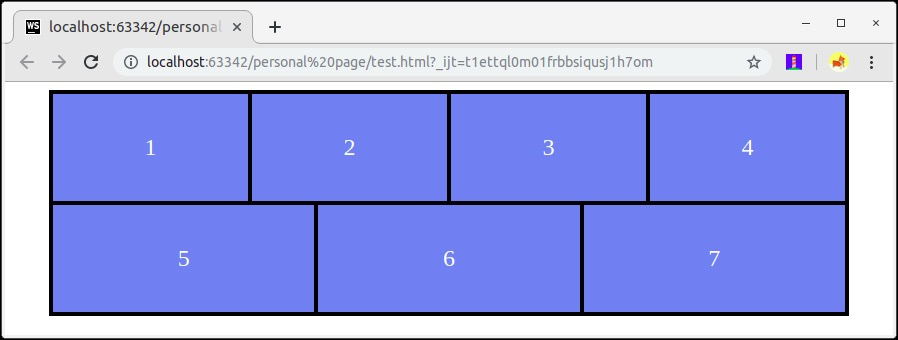 WS localhost:63342/personal
localhost:63342/personal%20page/test.html?_ijt=t1ettql0m01frbbsiqusj1h7om
1 2 3 4
5 6 7